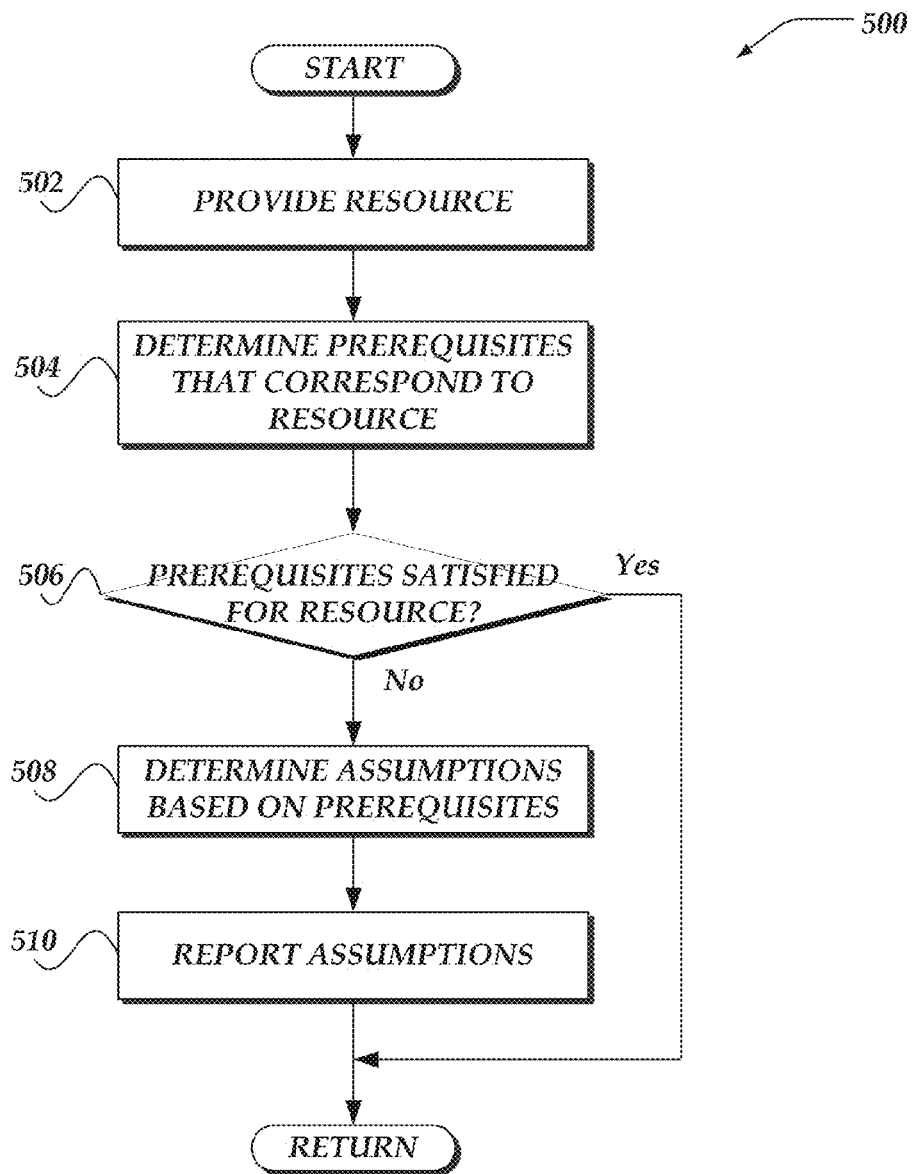 500
START
502
PROVIDE RESOURCE
504
DETERMINE PREREQUISITES
THAT CORRESPOND TO
RESOURCE
506
PREREQUISITES SATISFIED
FOR RESOURCE?
Yes
No
508
DETERMINE ASSUMPTIONS
BASED ON PREREQUISITES
510
REPORT ASSUMPTIONS
RETURN